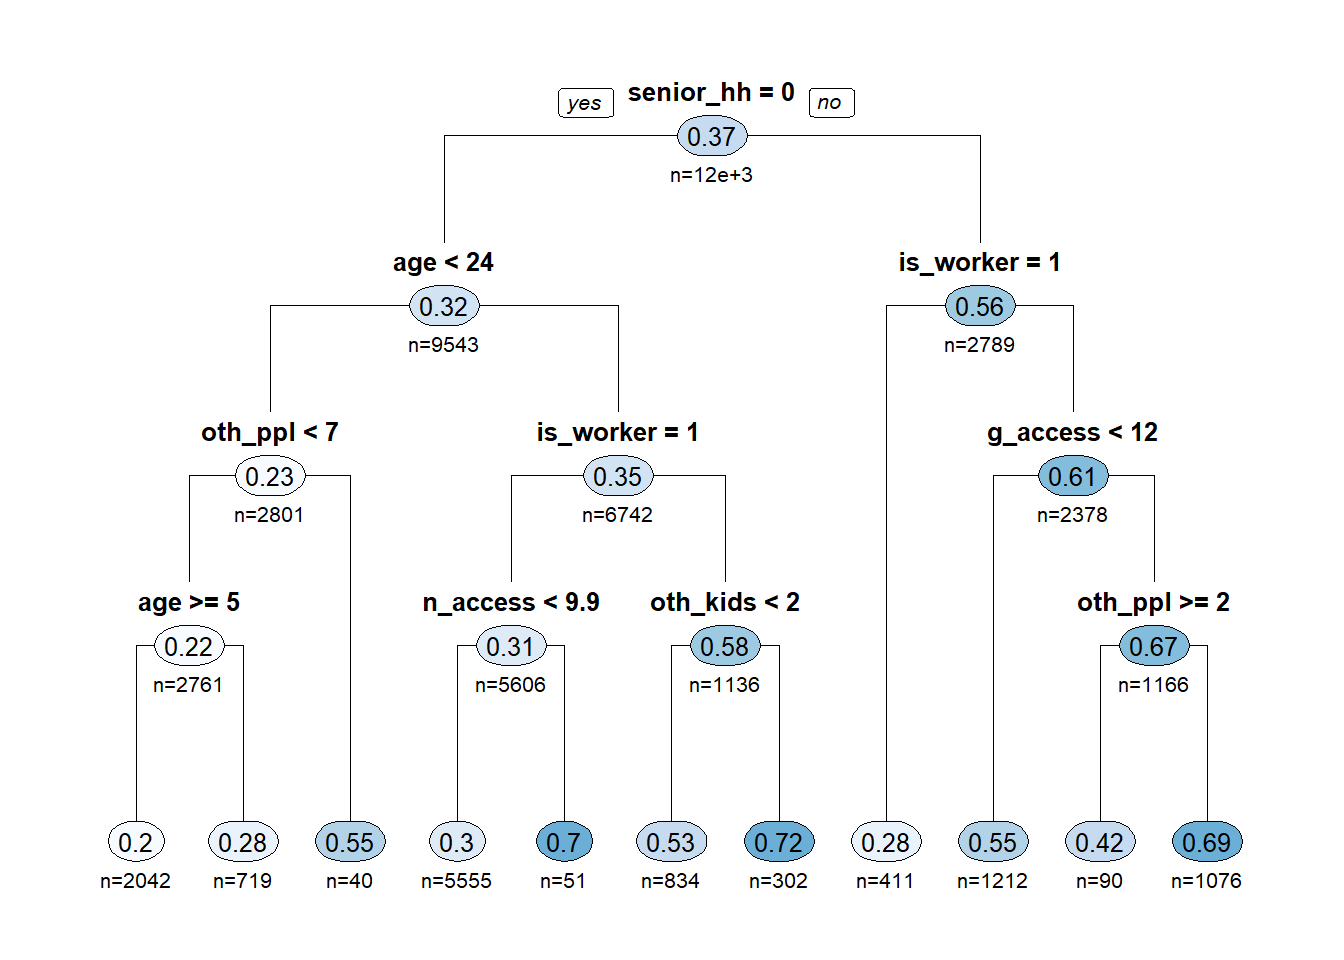 yes senior_hh = 0 no
0.37
n=12e+3
age < 24 is_worker = 1
0.32 0.56
n=9543 n=2789
oth_ppl < 7 is_worker = 1 g_access < 12
0.23 0.35 0.61
n=2801 n=6742 n=2378
age >= 5 n_access < 9.9 oth_kids < 2 oth_ppl >= 2
0.22 0.31 0.58 0.67
n=2761 n=5606 n=1136 n=1166
0.2 0.28 0.55 0.3 0.7 0.53 0.72 0.28 0.55 0.42 0.69
n=2042 n=719 n=40 n=5555 n=51 n=834 n=302 n=411 n=1212 n=90 n=1076